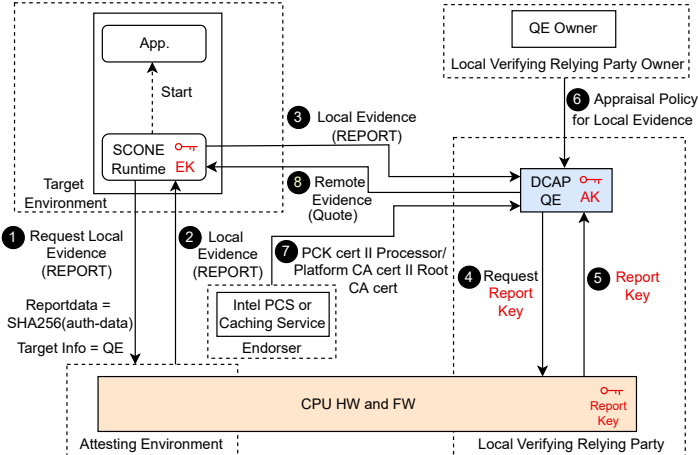 App.
Start
SCONE
Runtime
EK
Target
Environment
QE Owner
Local Verifying Relying Party Owner
6 Appraisal Policy
for Local Evidence
3 Local Evidence
(REPORT)
8 Remote
Evidence
(Quote)
DCAP
QE
AK
1 Request Local
Evidence
(REPORT)
2 Local
Evidence
(REPORT)
7 PCK cert II Processor/
Platform CA cert II Root
CA cert
4 Request
Report
Key
5 Report
Key
Reportdata =
SHA256(auth-data)
Target Info = QE
Intel PCS or
Caching Service
Endorser
CPU HW and FW
Report
Key
Attesting Environment
Local Verifying Relying Party